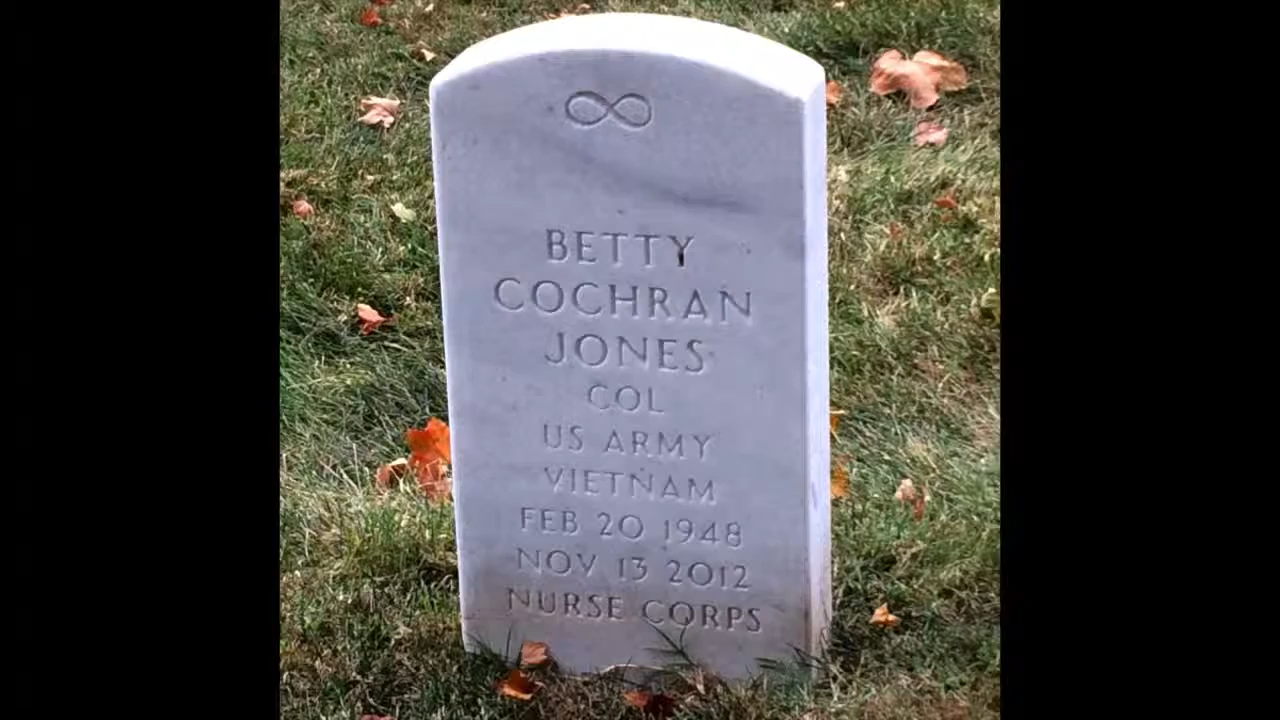 BETTY
COCHRAN
JONES
COL
US ARMY
VIETNAM
FEB 20 1948
NOV 13 2012
NURSE CORPS